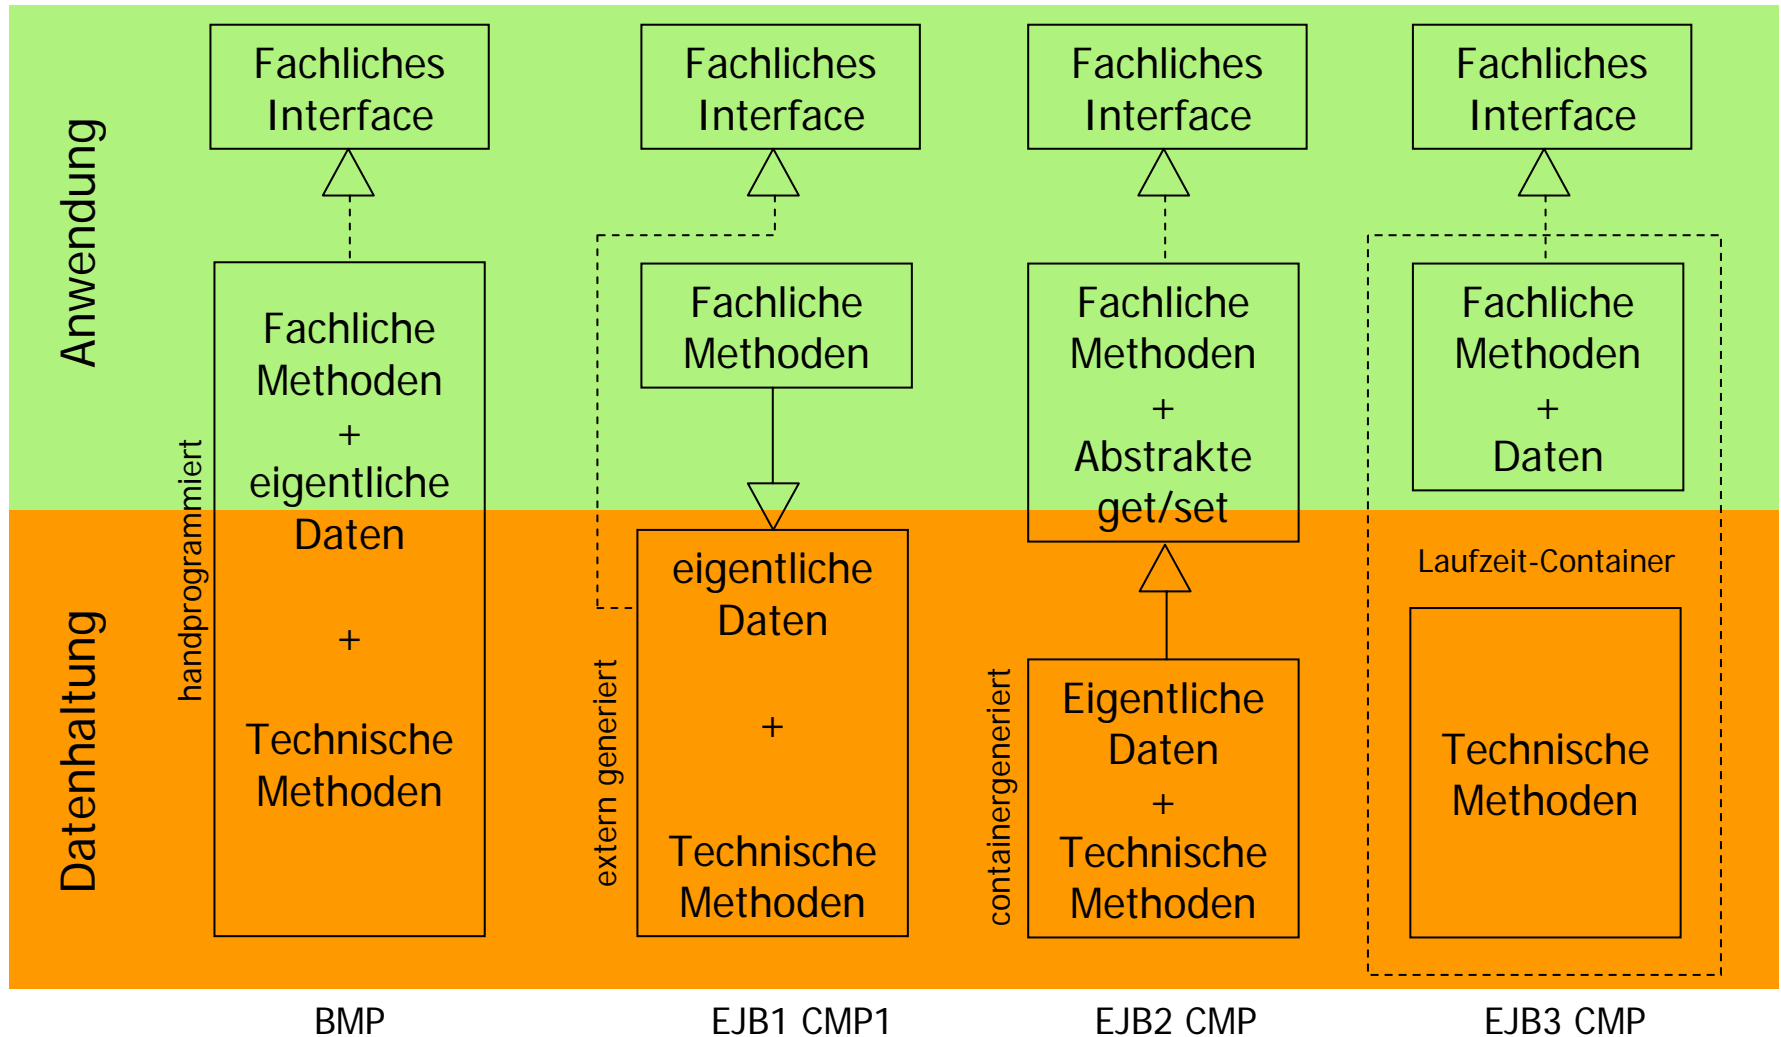 Anwendung
Datenhaltung
Fachliches
Interface
handprogrammiert
Fachliche
Methoden
+
eigentliche
Daten
+
Technische
Methoden
BMP
Fachliches
Interface
Fachliche
Methoden
extern generiert
eigentliche
Daten
+
Technische
Methoden
EJB1 CMP1
Fachliches
Interface
Fachliche
Methoden
+
Abstrakte
get/set
containergeneriert
Eigentliche
Daten
+
Technische
Methoden
EJB2 CMP
Fachliches
Interface
Fachliche
Methoden
+
Daten
Laufzeit-Container
Technische
Methoden
EJB3 CMP